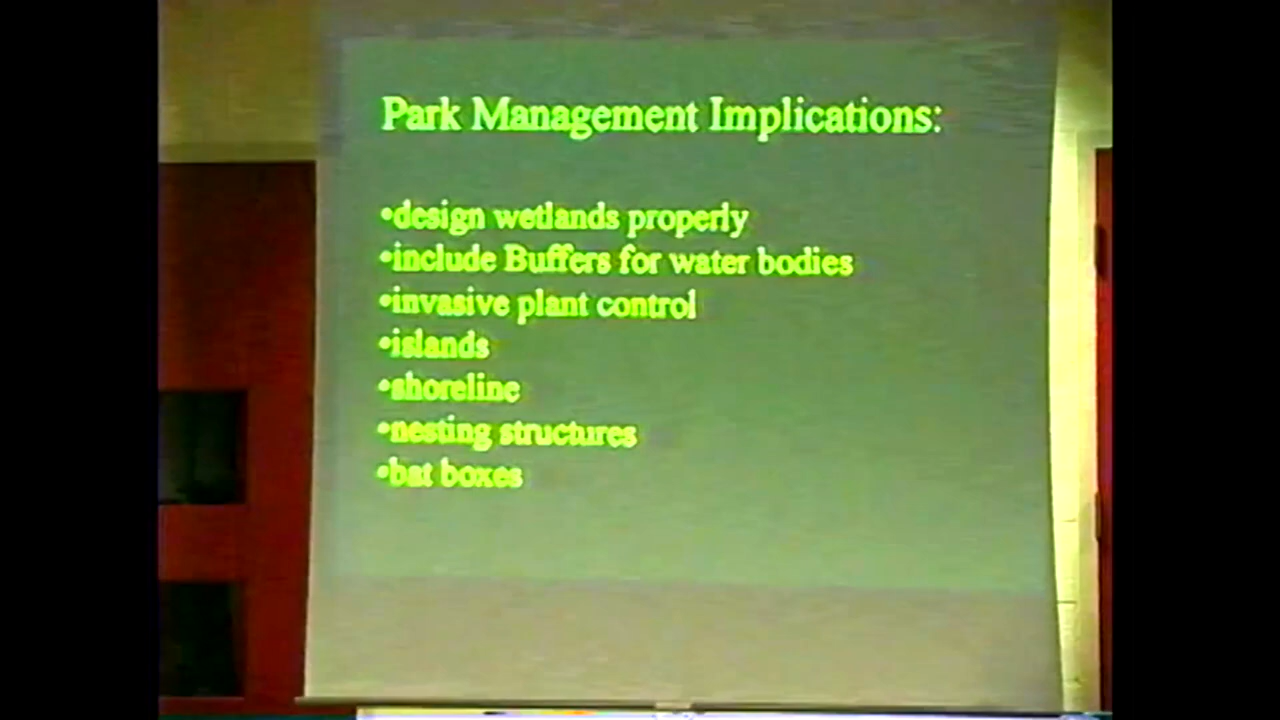 Park Management Implications:
•design wetlands properly
•include Buffers for water bodies
•invasive plant control
•islands
•shoreline
•nesting structures
•bat boxes